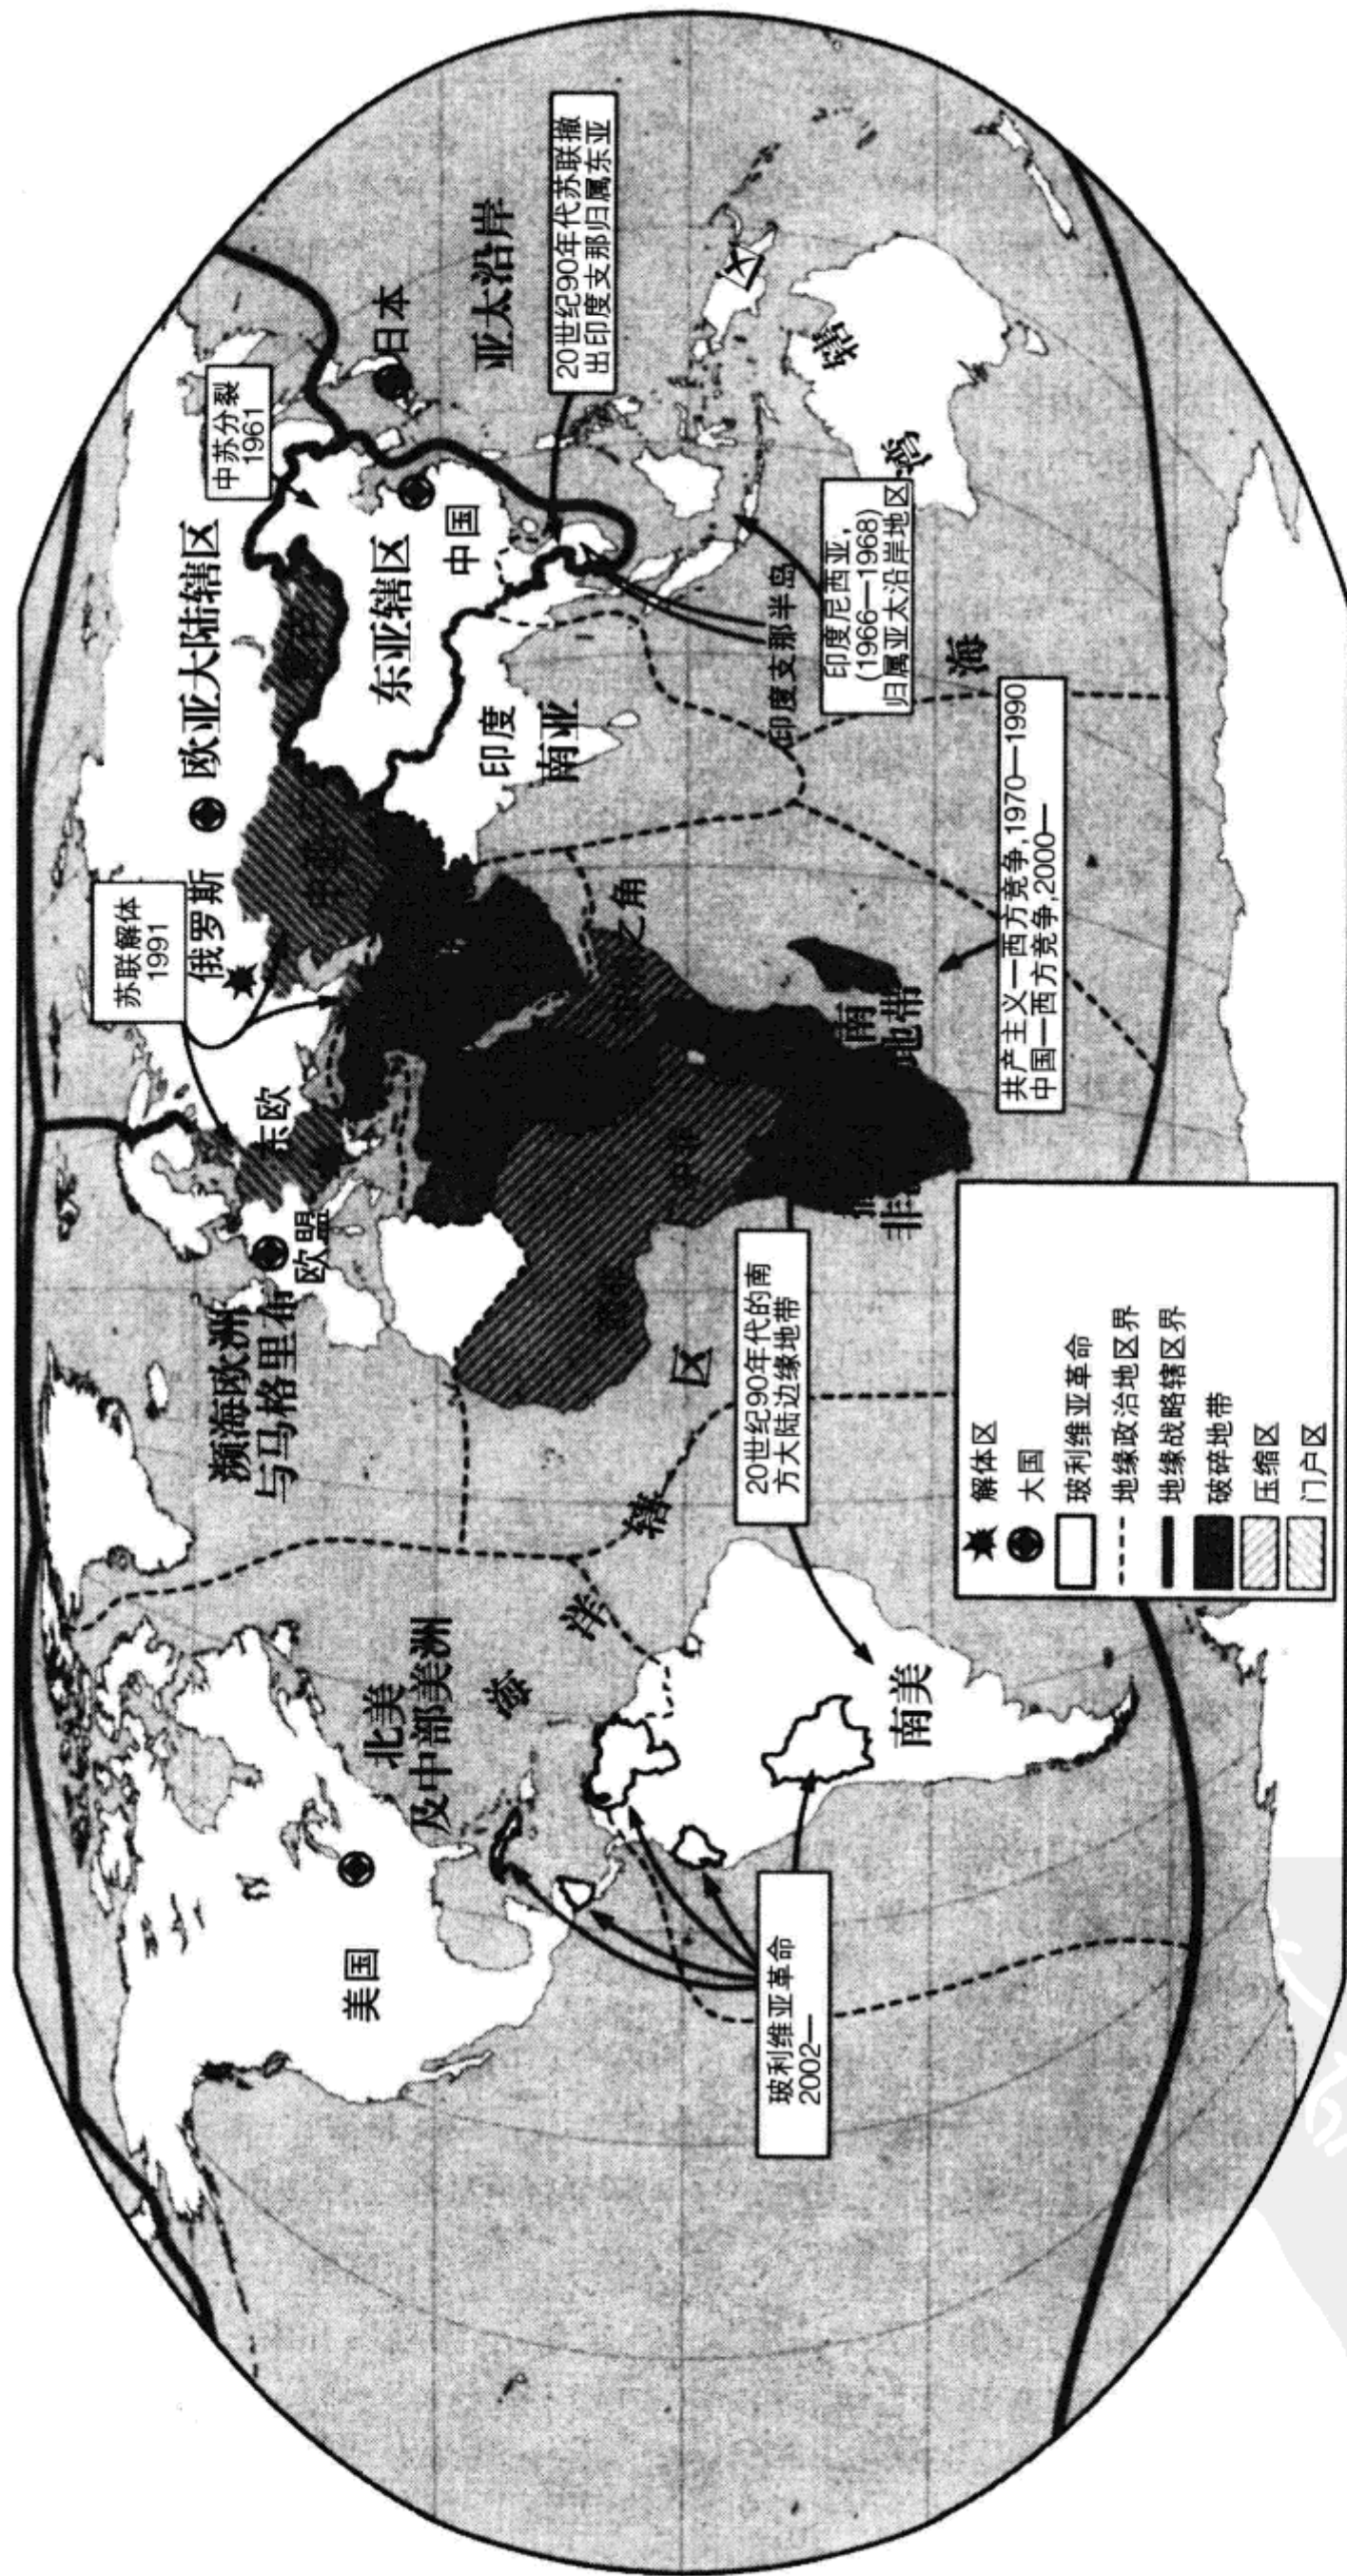 欧亚大陆辖区
中苏分裂
1961
日本
亚太沿岸
20世纪90年代苏联撤
出印度支那归属东亚
东亚辖区
中国
印度
南亚
印度支那半岛
印度尼西亚,
(1966—1968)
归属亚太沿岸地区
区
辖
湾
海
苏联解体
1991
俄罗斯
东欧
欧盟
濒海欧洲
与马格里布
之角
南
地带
非
共产主义—西方竞争,1970—1990
中国—西方竞争,2000—
20世纪90年代的南
方大陆边缘地带
区
辖
洋
海
北美
及中部美洲
美国
南美
玻利维亚革命
2002—
解体区
大国
玻利维亚革命
地缘政治地区界
地缘战略辖区界
破碎地带
压缩区
门户区